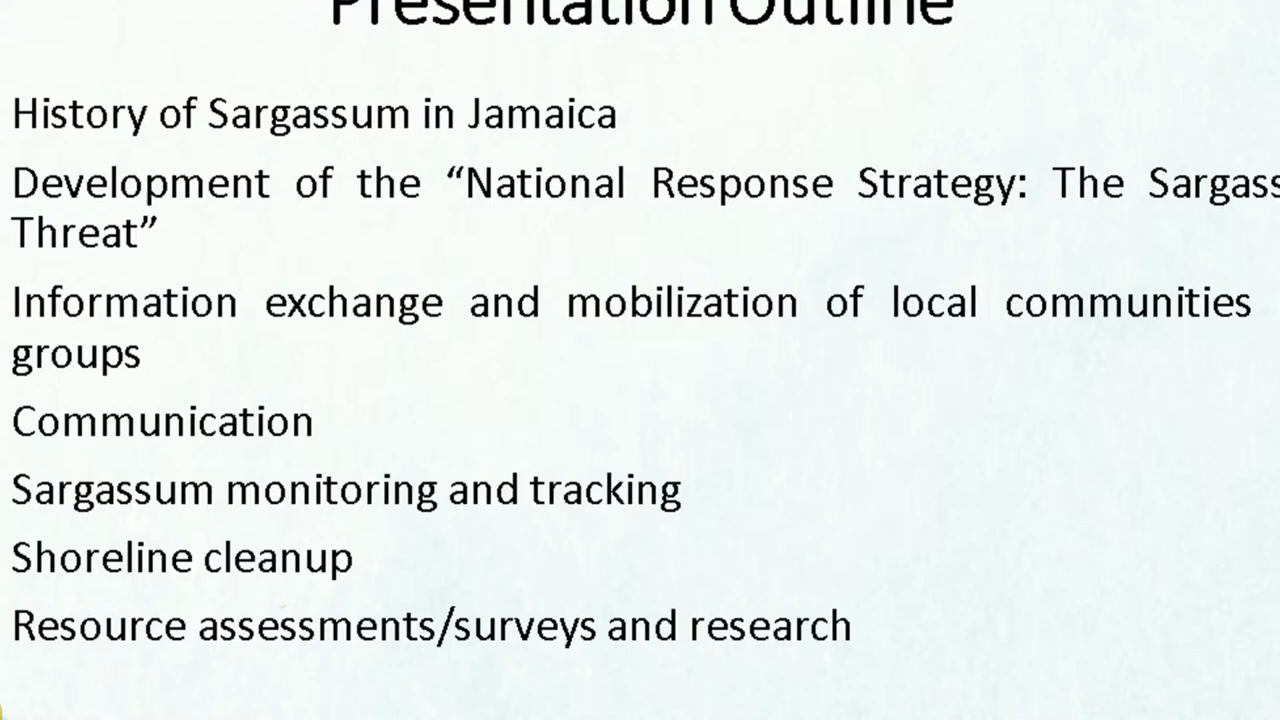 Presentation Outline
History of Sargassum in Jamaica
Development of the “National Response Strategy: The Sargass
Threat”
Information exchange and mobilization of local communities
groups
Communication
Sargassum monitoring and tracking
Shoreline cleanup
Resource assessments/surveys and research